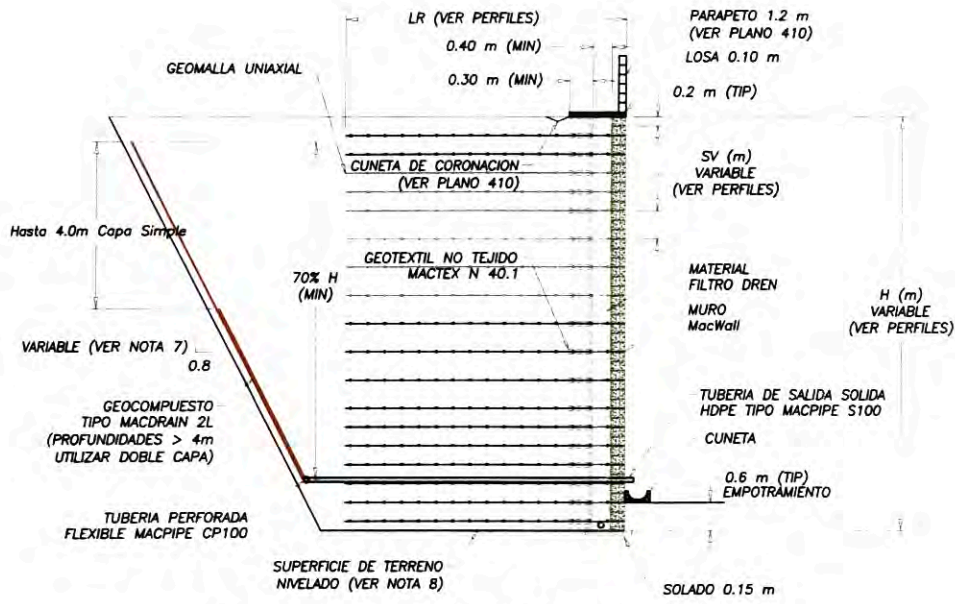 LR (VER PERFILES)
PARAPETO 1.2 m
(VER PLANO 410)
0.40 m (MIN)
LOSA 0.10 m
GEOMALLA UNIAXIAL
0.30 m (MIN)
0.2 m (TIP)
CUNETA DE CORONACION
(VER PLANO 410)
SV (m)
VARIABLE
(VER PERFILES)
Hasta 4.0m Capa Simple
GEOTEXTIL NO TEJIDO
MACTEX N 40.1
70% H
(MIN)
MATERIAL
FILTRO DREN
MURO
MacWall
H (m)
VARIABLE
(VER PERFILES)
VARIABLE (VER NOTA 7)
0.8
GEOCOMPUESTO
TIPO MACDRAIN 2L
(PROFUNDIDADES > 4m
UTILIZAR DOBLE CAPA)
TUBERIA DE SALIDA SOLIDA
HDPE TIPO MACPIPE S100
CUNETA
0.6 m (TIP)
EMPOTRAMIENTO
TUBERIA PERFORADA
FLEXIBLE MACPIPE CP100
SUPERFICIE DE TERRENO
NIVELADO (VER NOTA 8)
SOLADO 0.15 m